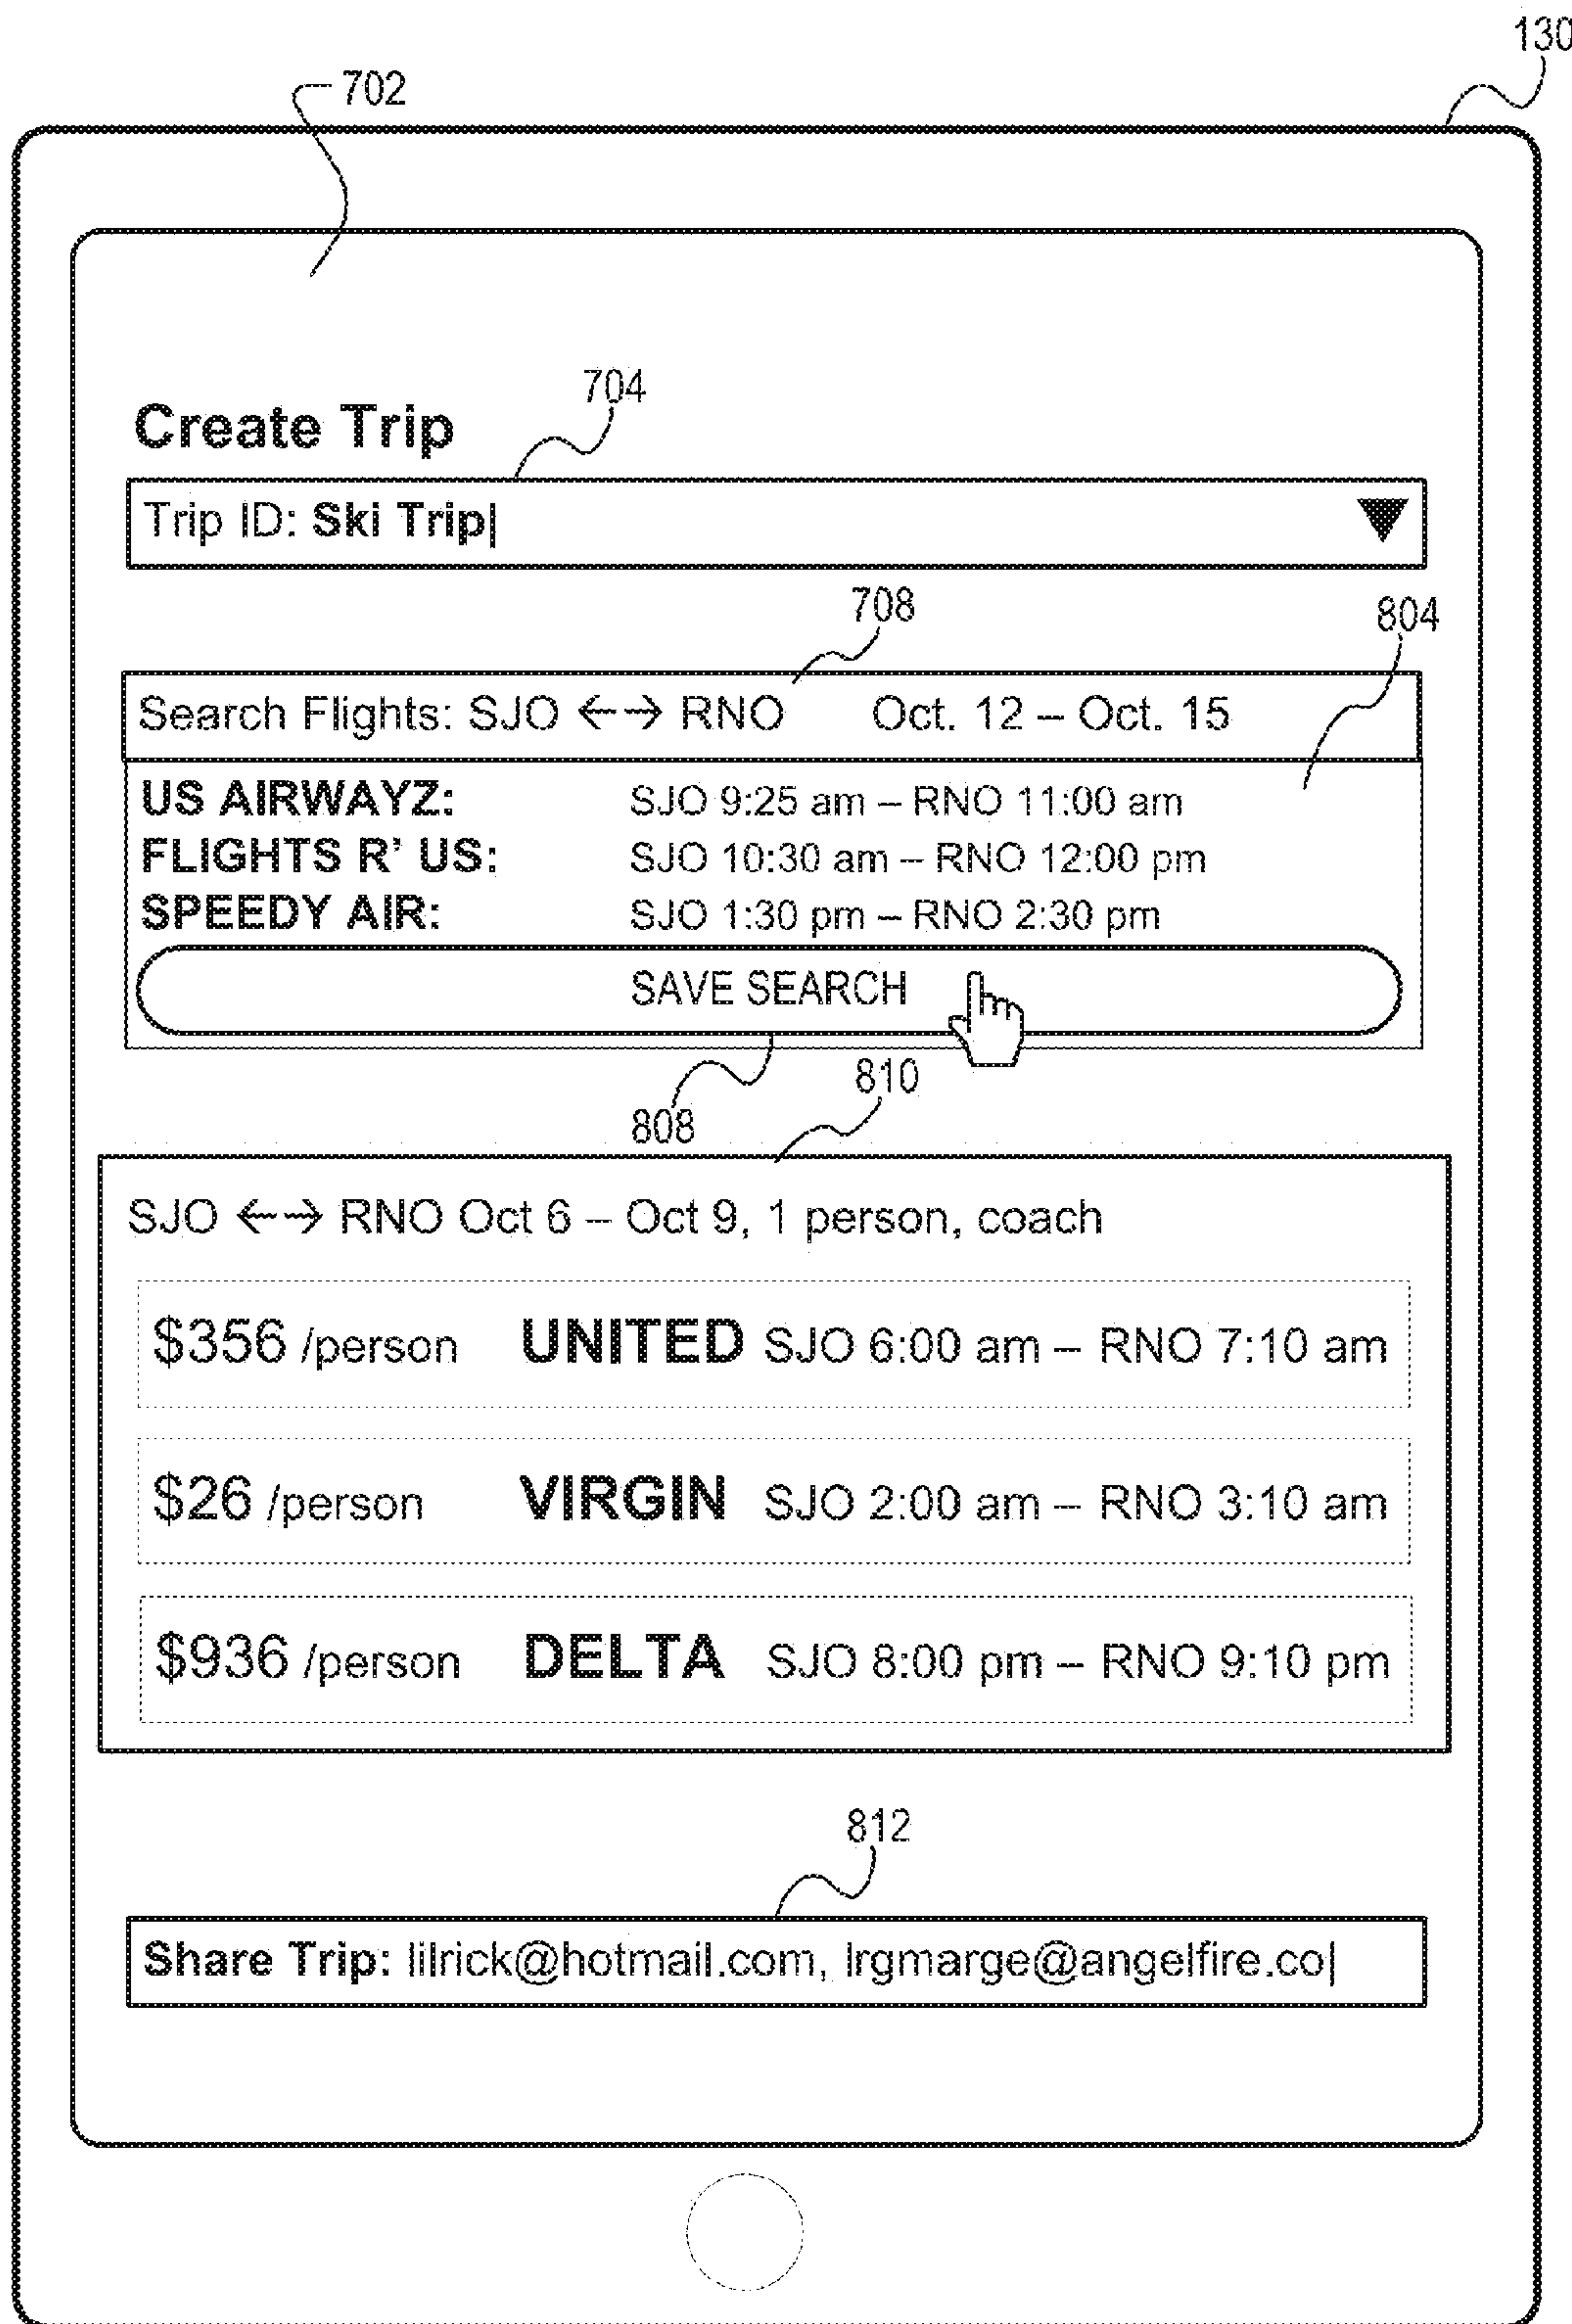 130
702
704
Create Trip
Trip ID: Ski Trip|
708
804
Search Flights: SJO ←→ RNO Oct. 12 – Oct. 15
US AIRWAYZ: SJO 9:25 am – RNO 11:00 am
FLIGHTS R’ US: SJO 10:30 am – RNO 12:00 pm
SPEEDY AIR: SJO 1:30 pm – RNO 2:30 pm
SAVE SEARCH
810
808
SJO ←→ RNO Oct 6 – Oct 9, 1 person, coach
$356 /person UNITED SJO 6:00 am – RNO 7:10 am
$26 /person VIRGIN SJO 2:00 am – RNO 3:10 am
$936 /person DELTA SJO 8:00 pm – RNO 9:10 pm
812
Share Trip: lilrick@hotmail.com, lrgmarge@angelfire.co|